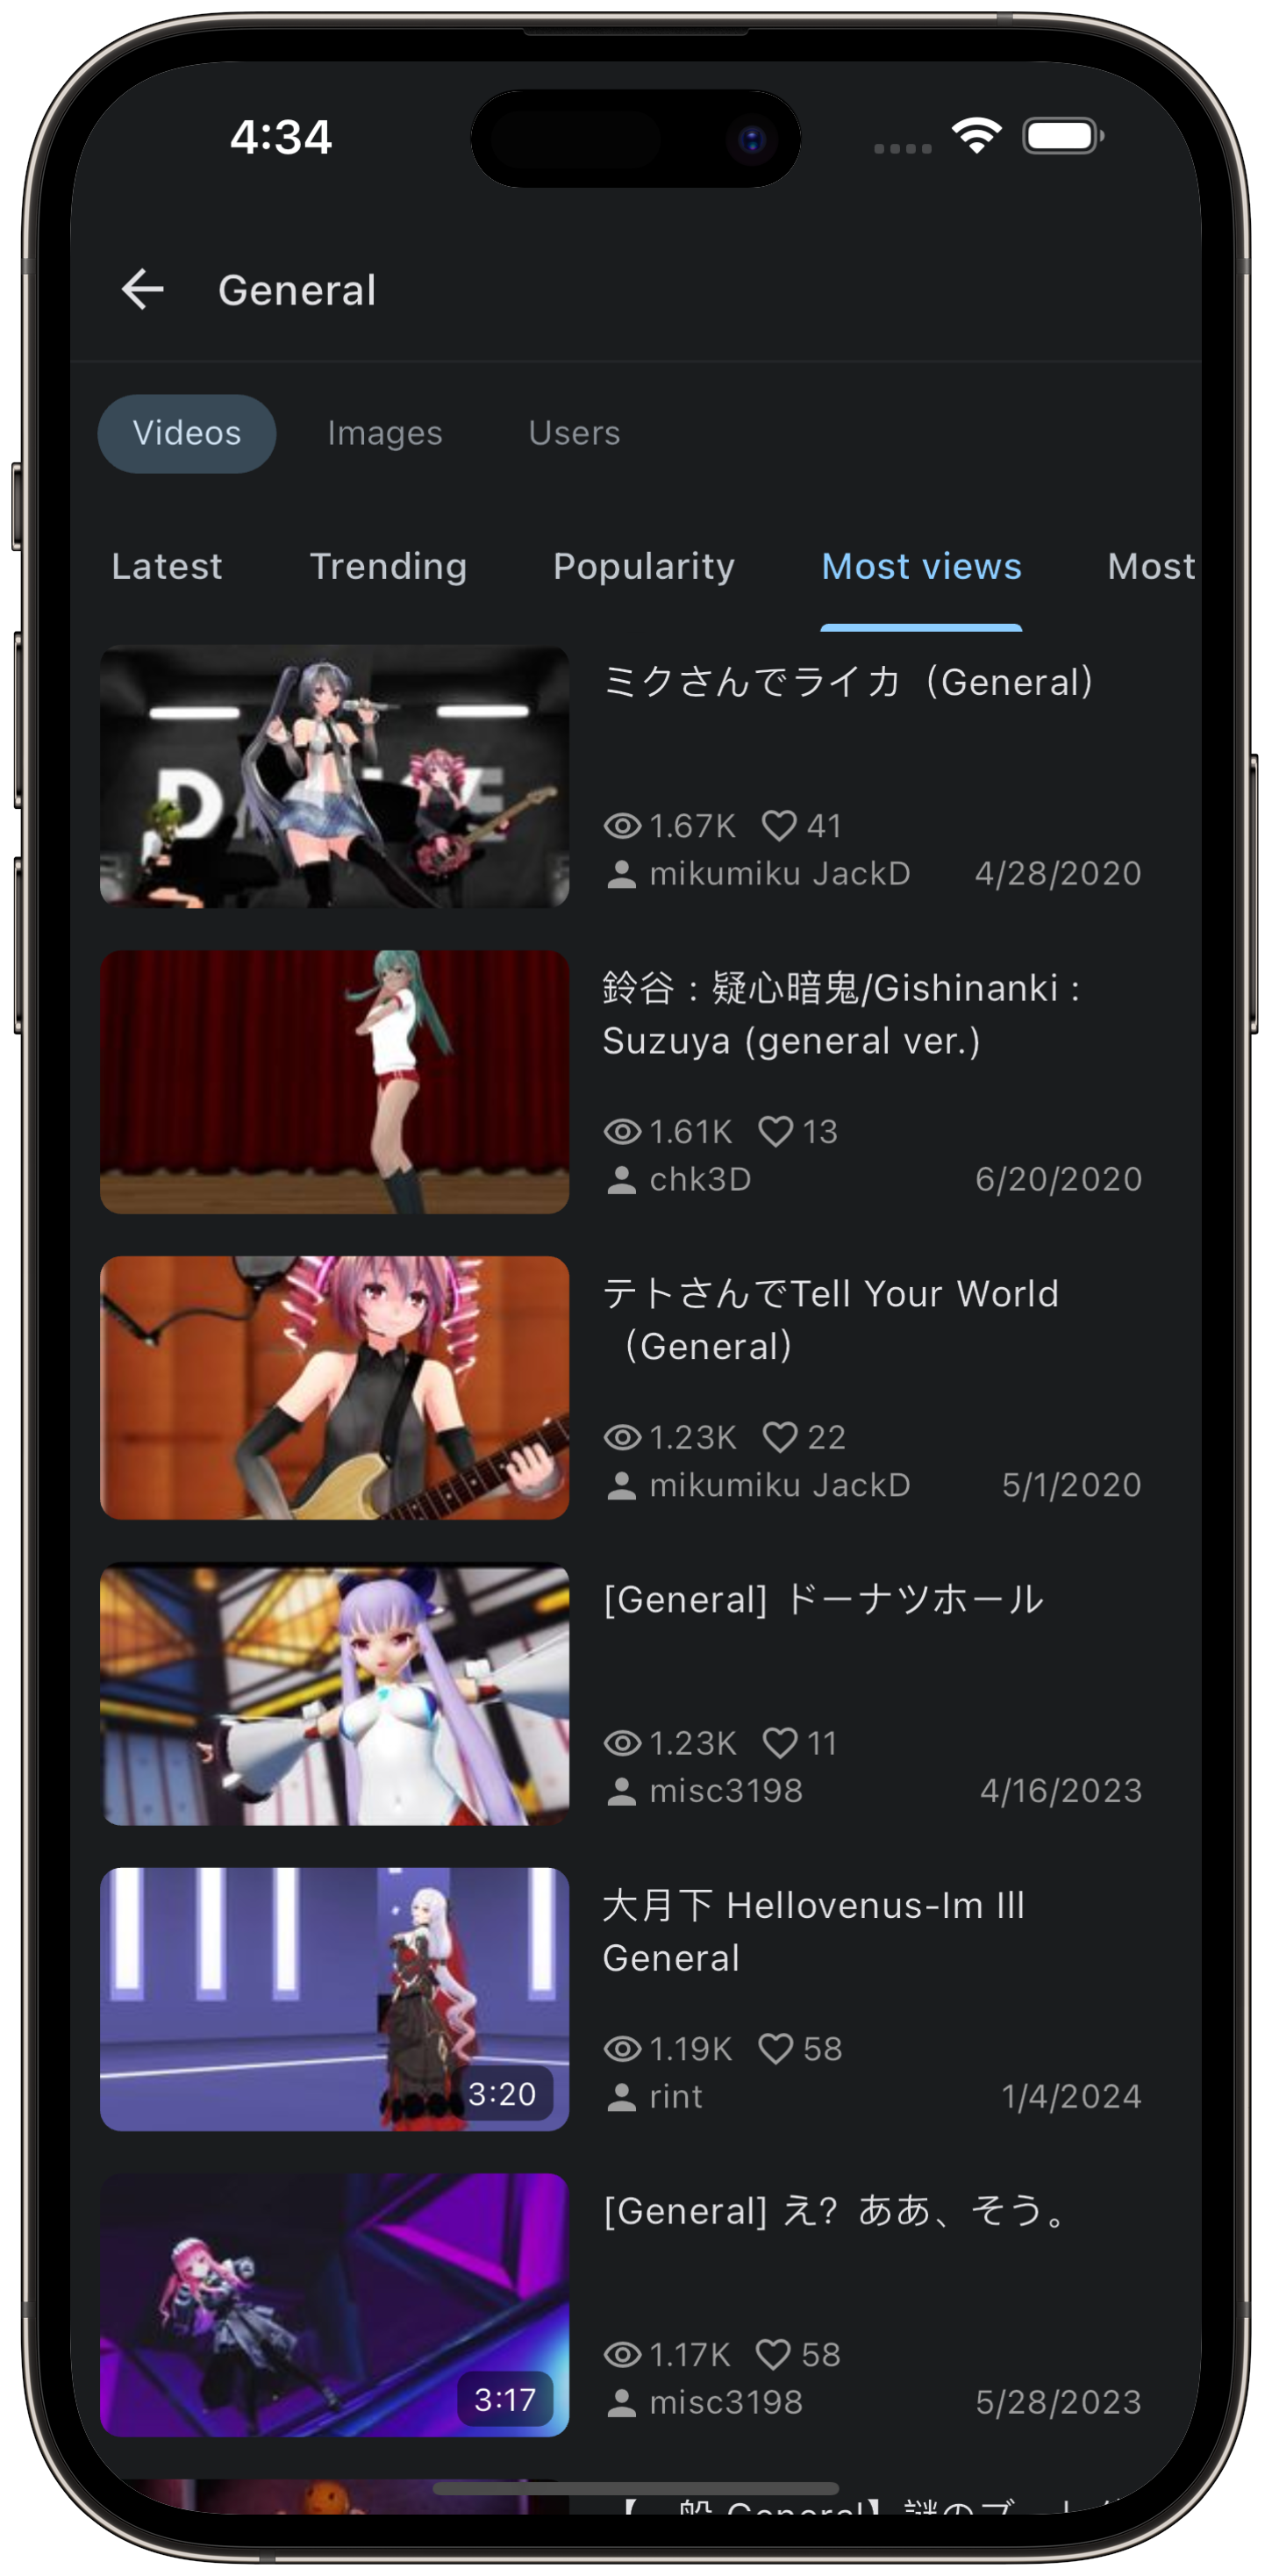 4:34
General
Videos Images Users
Latest Trending Popularity Most views Most
ミクさんでライカ（General）
1.67K 41
mikumiku JackD 4/28/2020
鈴谷：疑心暗鬼/Gishinanki :
Suzuya (general ver.)
1.61K 13
chk3D 6/20/2020
テトさんでTell Your World
（General）
1.23K 22
mikumiku JackD 5/1/2020
[General] ドーナツホール
1.23K 11
misc3198 4/16/2023
大月下 Hellovenus-Im Ill
General
3:20
1.19K 58
rint 1/4/2024
[General] え？ああ、そう。
3:17
1.17K 58
misc3198 5/28/2023
General】謎のブ